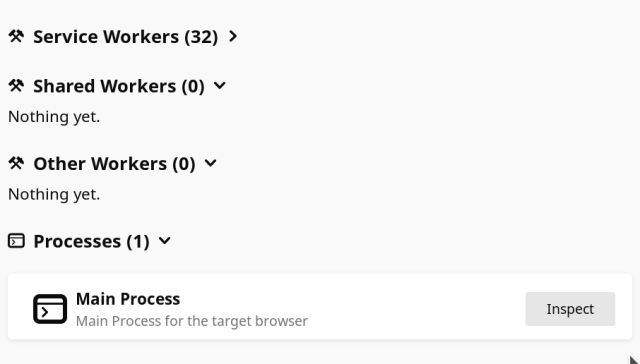 Service Workers (32)
Shared Workers (0)
Nothing yet.
Other Workers (0)
Nothing yet.
Processes (1)
Main Process
Main Process for the target browser
Inspect